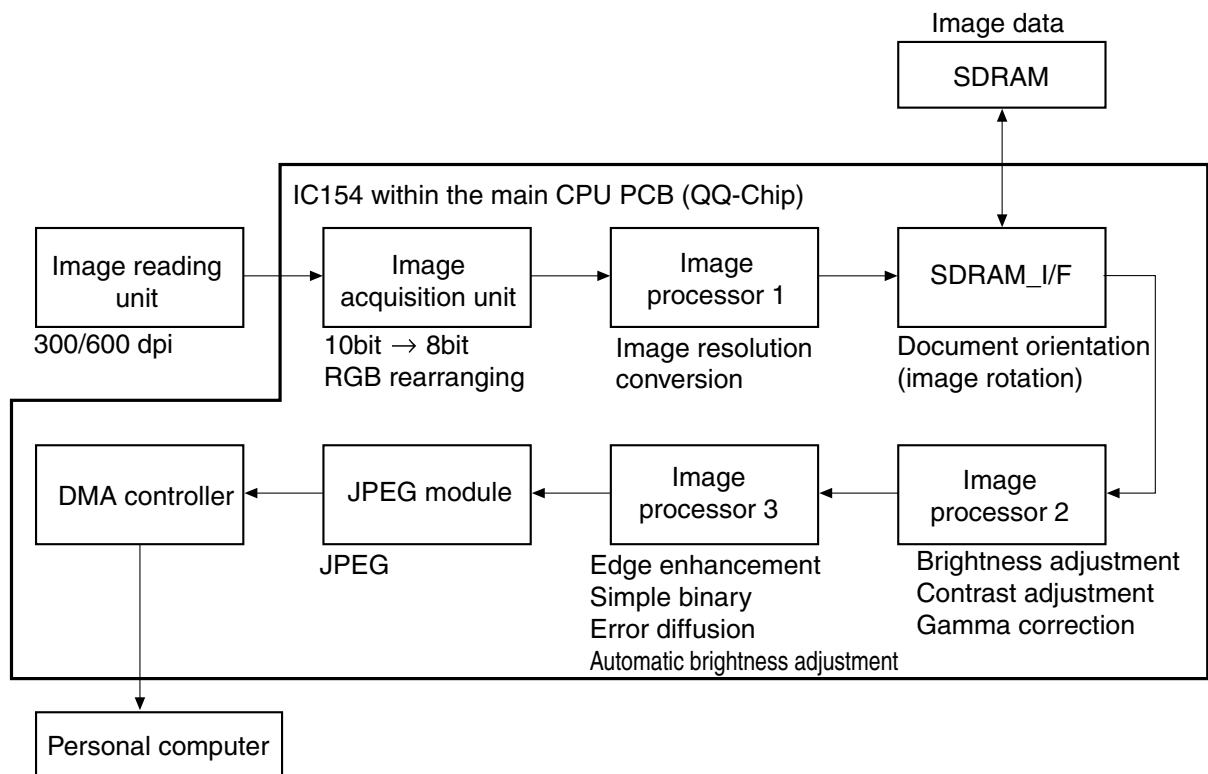 Image data
SDRAM
IC154 within the main CPU PCB (QQ-Chip)
Image reading
unit
300/600 dpi
Image
acquisition unit
10bit → 8bit
RGB rearranging
Image
processor 1
Image resolution
conversion
SDRAM_I/F
Document orientation
(image rotation)
DMA controller
JPEG module
JPEG
Image
processor 3
Edge enhancement
Simple binary
Error diffusion
Automatic brightness adjustment
Image
processor 2
Brightness adjustment
Contrast adjustment
Gamma correction
Personal computer